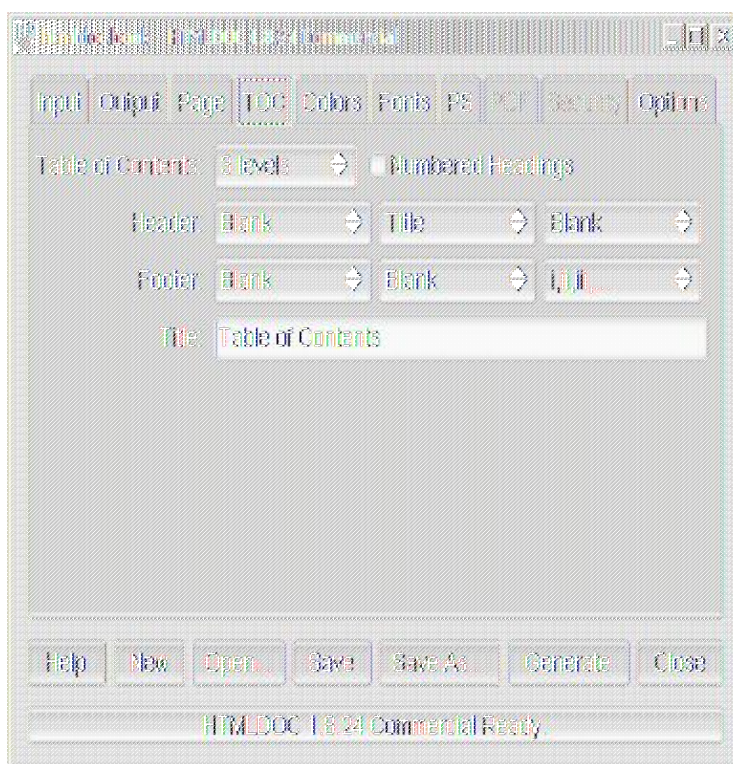 HTMLDOC 1.8.24 Commercial
Input Output Page TOC Colors Fonts PS PDF Security Options
Table of Contents: 3 levels Numbered Headings
Header: Blank Title Blank
Footer: Blank Blank i,ii,iii,...
Title: Table of Contents
Help New Open... Save Save As... Generate Close
HTMLDOC 1.8.24 Commercial Ready.